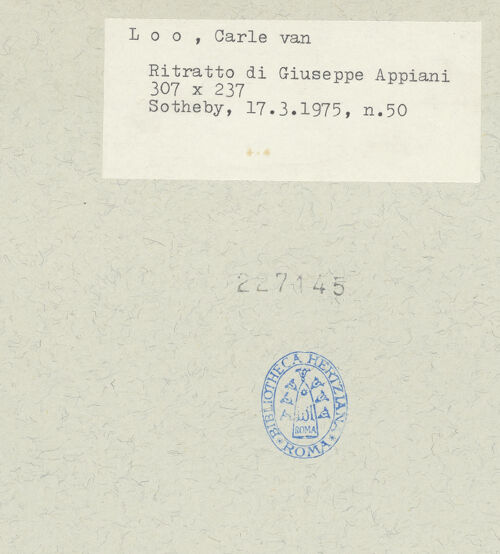 L o o , Carle van
Ritratto di Giuseppe Appiani
307 x 237
Sotheby, 17.3.1975, n.50
227145
BIBLIOTHECA HERTZIANA
ROMA
ROMA